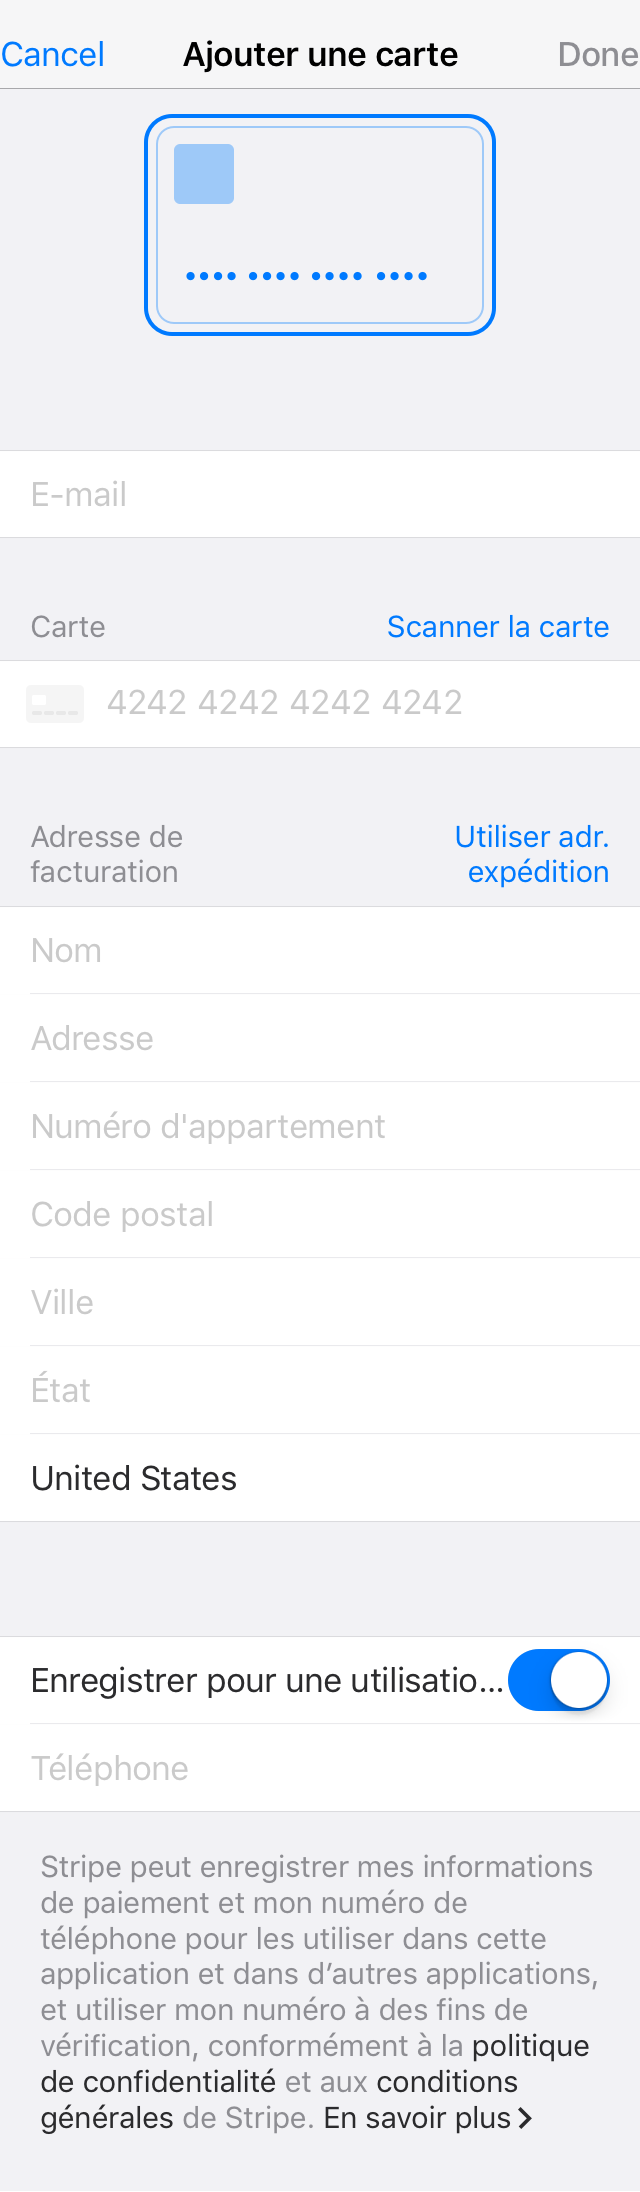 Cancel Ajouter une carte Done
E-mail
Carte Scanner la carte
4242 4242 4242 4242
Adresse de facturation
Utiliser adr. expédition
Nom
Adresse
Numéro d'appartement
Code postal
Ville
État
United States
Enregistrer pour une utilisatio...
Téléphone
Stripe peut enregistrer mes informations
de paiement et mon numéro de
téléphone pour les utiliser dans cette
application et dans d’autres applications,
et utiliser mon numéro à des fins de
vérification, conformément à la politique
de confidentialité et aux conditions
générales de Stripe. En savoir plus